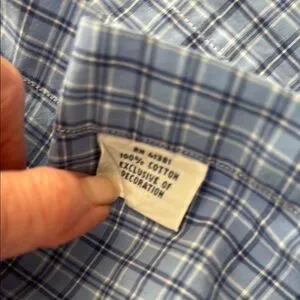 RN 41381
100% COTTON
EXCLUSIVE OF
DECORATION